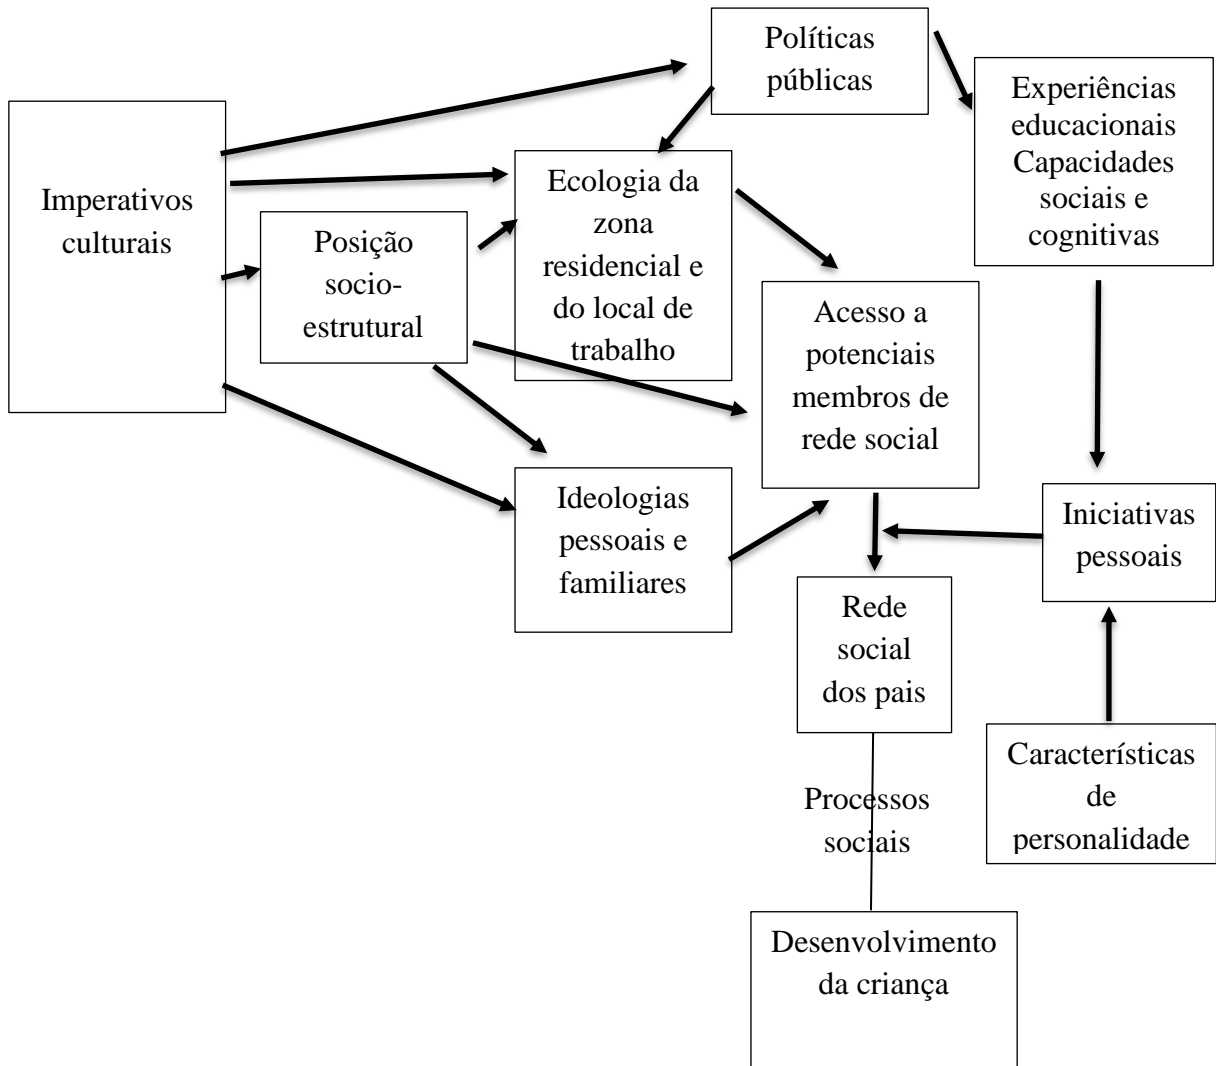 Políticas
públicas
Experiências
educacionais
Capacidades
sociais e
cognitivas
Imperativos
culturais
Ecologia da
zona
residencial e
do local de
trabalho
Posição
socio-
estrutural
Acesso a
potenciais
membros de
rede social
Ideologias
pessoais e
familiares
Iniciativas
pessoais
Rede
social
dos pais
Características
de
personalidade
Processos
sociais
Desenvolvimento
da criança